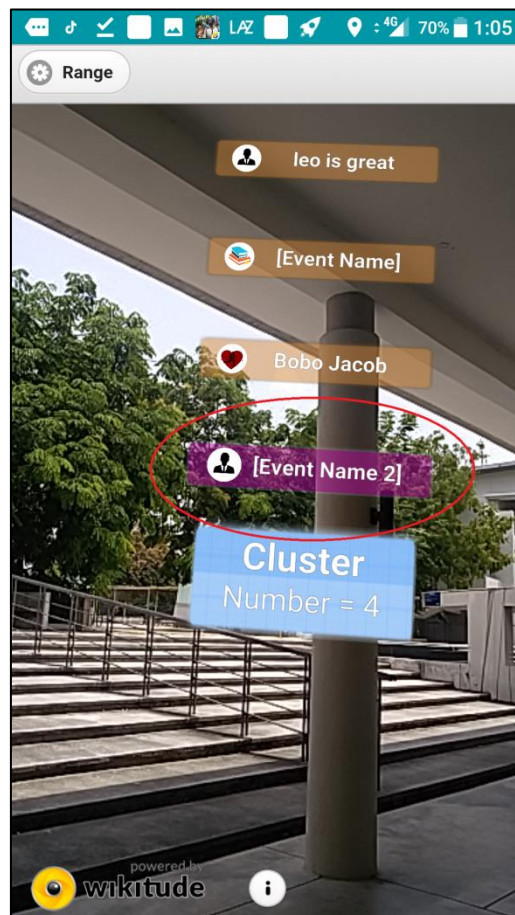 LAZ
4G
70%
1:05
Range
leo is great
[Event Name]
Bobo Jacob
[Event Name 2]
Cluster
Number = 4
powered by
wikitude
i